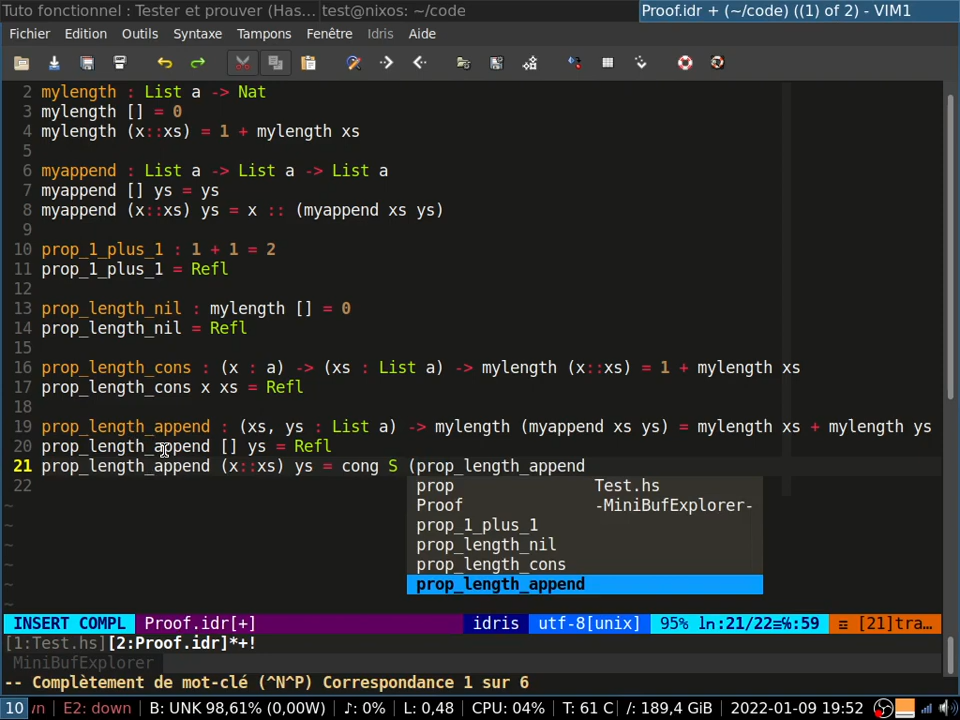 Tuto fonctionnel : Tester et prouver (Has... test@nixos: ~/code Proof.idr + (~/code) ((1) of 2) - VIM1
Fichier Edition Outils Syntaxe Tampons Fenêtre Idris Aide
2 mylength : List a -> Nat
3 mylength [] = 0
4 mylength (x::xs) = 1 + mylength xs
5
6 myappend : List a -> List a -> List a
7 myappend [] ys = ys
8 myappend (x::xs) ys = x :: (myappend xs ys)
9
10 prop_1_plus_1 : 1 + 1 = 2
11 prop_1_plus_1 = Refl
12
13 prop_length_nil : mylength [] = 0
14 prop_length_nil = Refl
15
16 prop_length_cons : (x : a) -> (xs : List a) -> mylength (x::xs) = 1 + mylength xs
17 prop_length_cons x xs = Refl
18
19 prop_length_append : (xs, ys : List a) -> mylength (myappend xs ys) = mylength xs + mylength ys
20 prop_length_append [] ys = Refl
21 prop_length_append (x::xs) ys = cong S (prop_length_append
22
prop Test.hs
Proof -MiniBufExplorer-
prop_1_plus_1
prop_length_nil
prop_length_cons
prop_length_append
~
~
~
~
~
~
INSERT COMPL Proof.idr[+] idris utf-8[unix] 95% ln:21/22≡℅:59 ☲ [21]tra…
[1:Test.hs][2:Proof.idr]*+!
MiniBufExplorer
-- Complètement de mot-clé (^N^P) Correspondance 1 sur 6
10 E2: down | B: UNK 98,61% (0,00W) | ♪: 0% | L: 0,48 | CPU: 04% | T: 61 C | /: 189,4 GiB | 2022-01-09 19:52